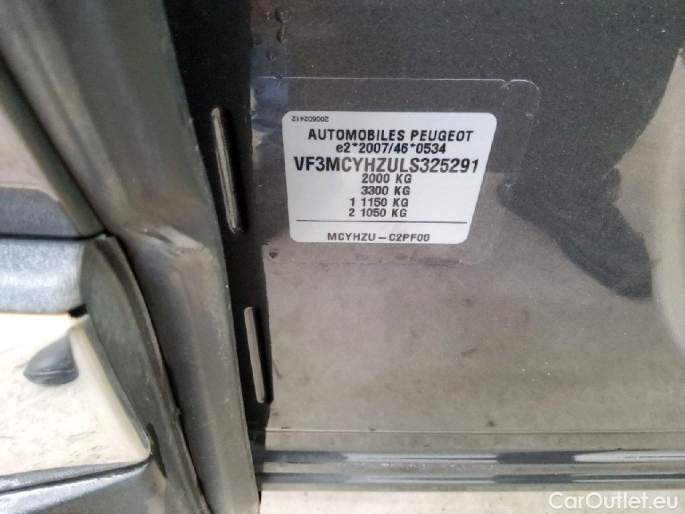 200602412
AUTOMOBILES PEUGEOT
e2*2007/46*0534
VF3MCYHZULS325291
2000 KG
3300 KG
1 1150 KG
2 1050 KG
MCYHZU-C2PF00
CarOutlet.eu